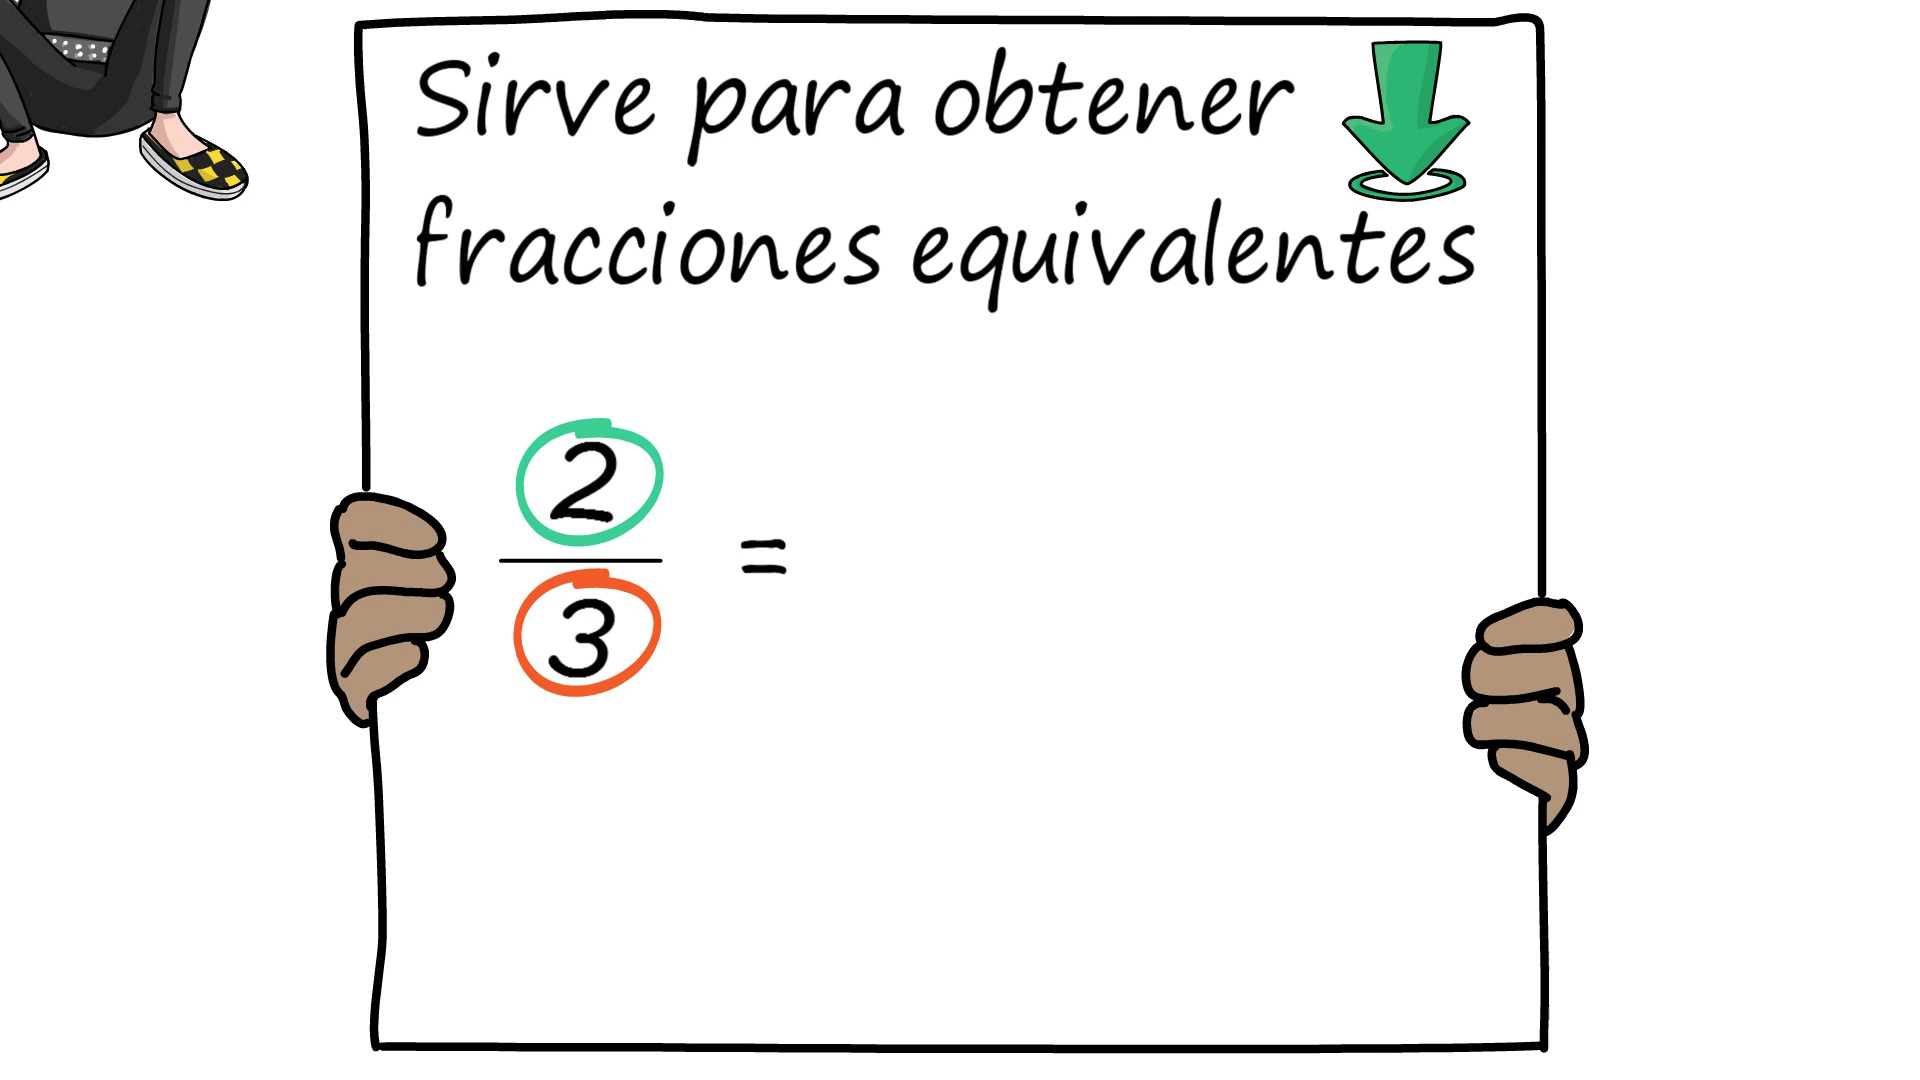 Sirve para obtener
fracciones equivalentes
2
3
=